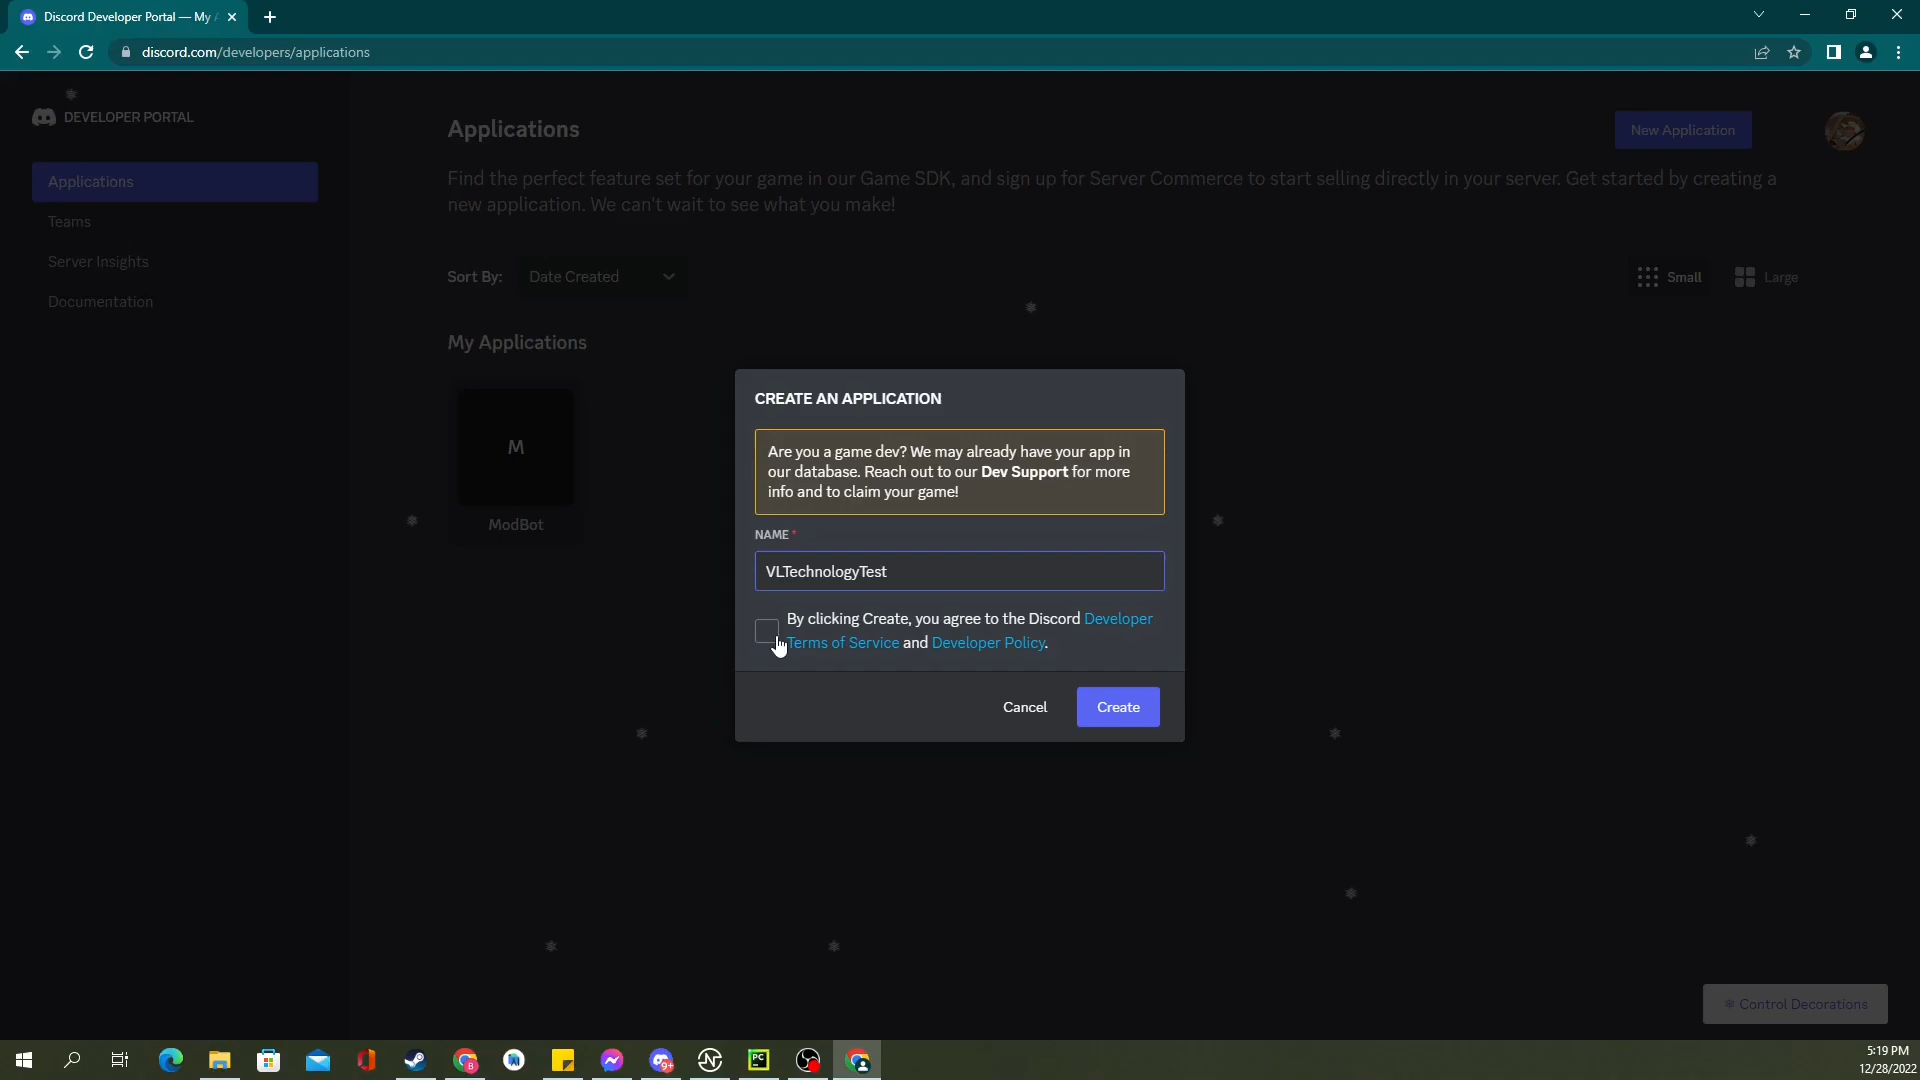 Discord Developer Portal — My A
discord.com/developers/applications
DEVELOPER PORTAL
Applications
Teams
Server Insights
Documentation
Applications
New Application
Find the perfect feature set for your game in our Game SDK, and sign up for Server Commerce to start selling directly in your server. Get started by creating a
new application. We can't wait to see what you make!
Sort By:
Date Created
Small
Large
My Applications
M
ModBot
CREATE AN APPLICATION
Are you a game dev? We may already have your app in
our database. Reach out to our Dev Support for more
info and to claim your game!
NAME *
VLTechnologyTest
By clicking Create, you agree to the Discord Developer
Terms of Service and Developer Policy.
Cancel
Create
Control Decorations
B
9+
PC
5:19 PM
12/28/2022